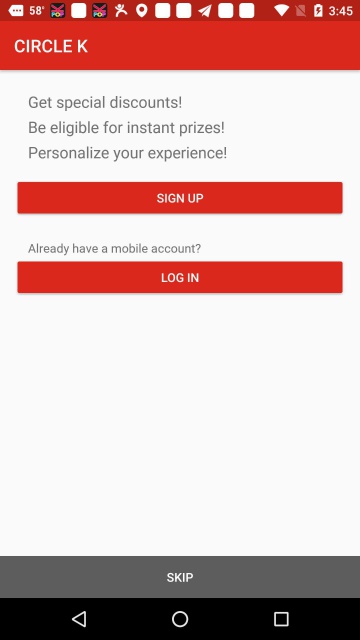 58°
3:45
CIRCLE K
Get special discounts!
Be eligible for instant prizes!
Personalize your experience!
SIGN UP
Already have a mobile account?
LOG IN
SKIP